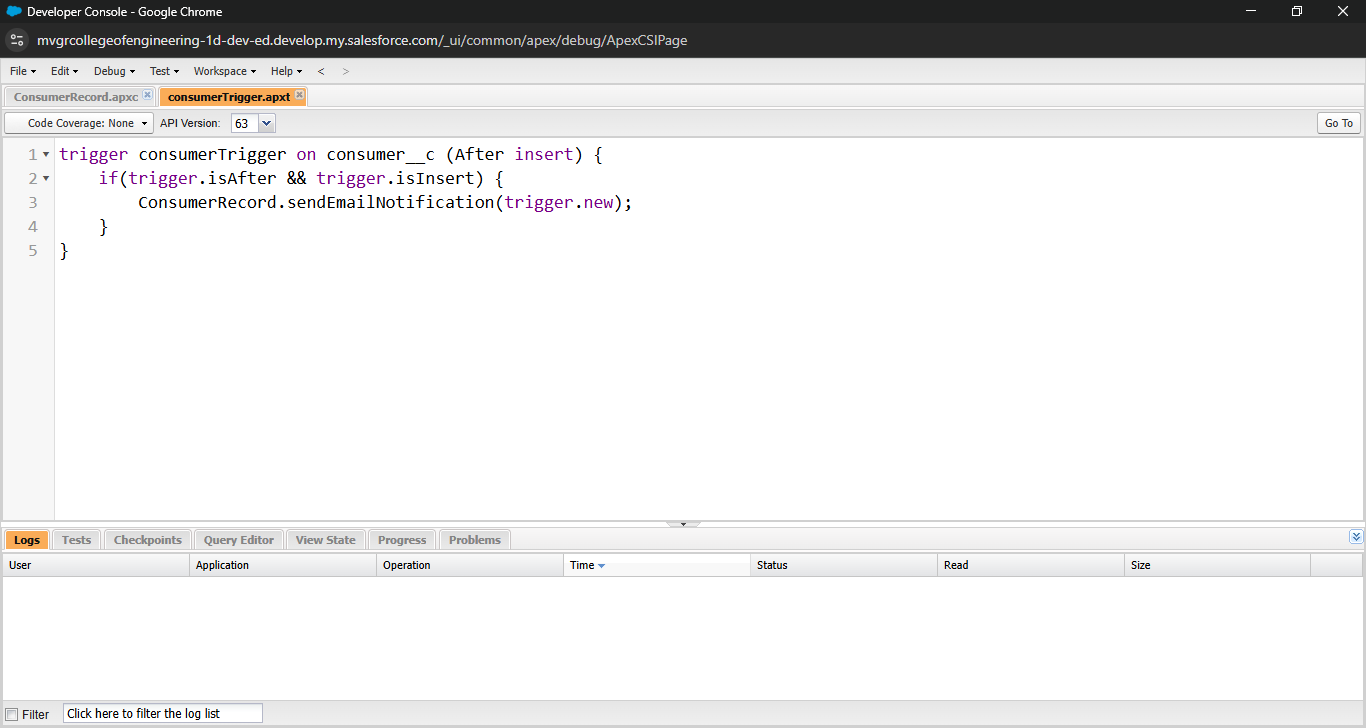 Developer Console - Google Chrome
mvgrcollegeofengineering-1d-dev-ed.develop.my.salesforce.com/_ui/common/apex/debug/ApexCSIPage
File Edit Debug Test Workspace Help < >
ConsumerRecord.apxc consumerTrigger.apxt
Code Coverage: None API Version: 63 Go To
1 trigger consumerTrigger on consumer__c (After insert) {
2 if(trigger.isAfter && trigger.isInsert) {
3 ConsumerRecord.sendEmailNotification(trigger.new);
4 }
5 }
Logs Tests Checkpoints Query Editor View State Progress Problems
User Application Operation Time Status Read Size
Filter Click here to filter the log list